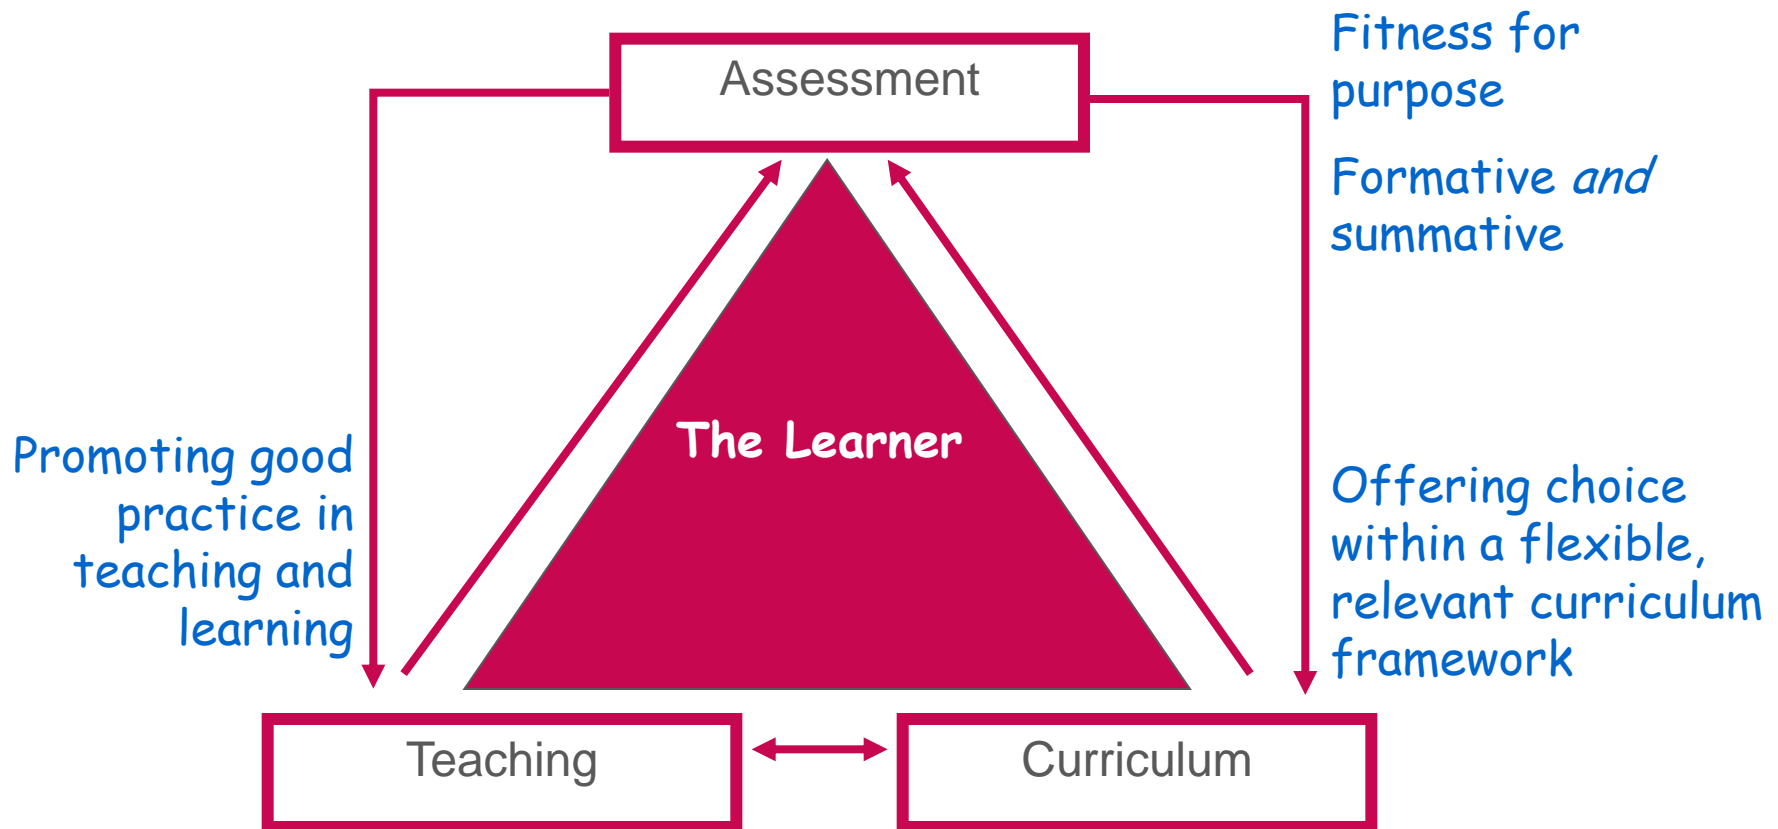 Assessment
Fitness for
purpose
Formative and
summative
The Learner
Promoting good
practice in
teaching and
learning
Offering choice
within a flexible,
relevant curriculum
framework
Teaching
Curriculum